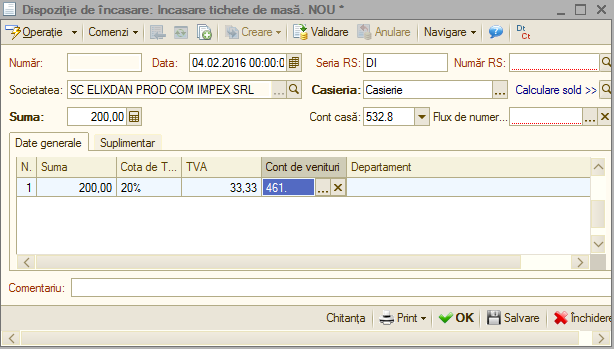 Dispoziție de încasare: Incasare tichete de masă. NOU *
Operație Comenzi Creare Validare Anulare Navigare Dt Ct
Număr: Data: 04.02.2016 00:00:0 Seria RS: DI Număr RS:
Societatea: SC ELIXDAN PROD COM IMPEX SRL ... Casieria: Casierie ... Calculare sold >>
Suma: 200,00 Cont casă: 532.8 Flux de numer... ... ×
Date generale Suplimentar
N. Suma Cota de T... TVA Cont de venituri Departament
1 200,00 20% 33,33 461. ... ×
Comentariu:
Chitanța Print OK Salvare Închidere